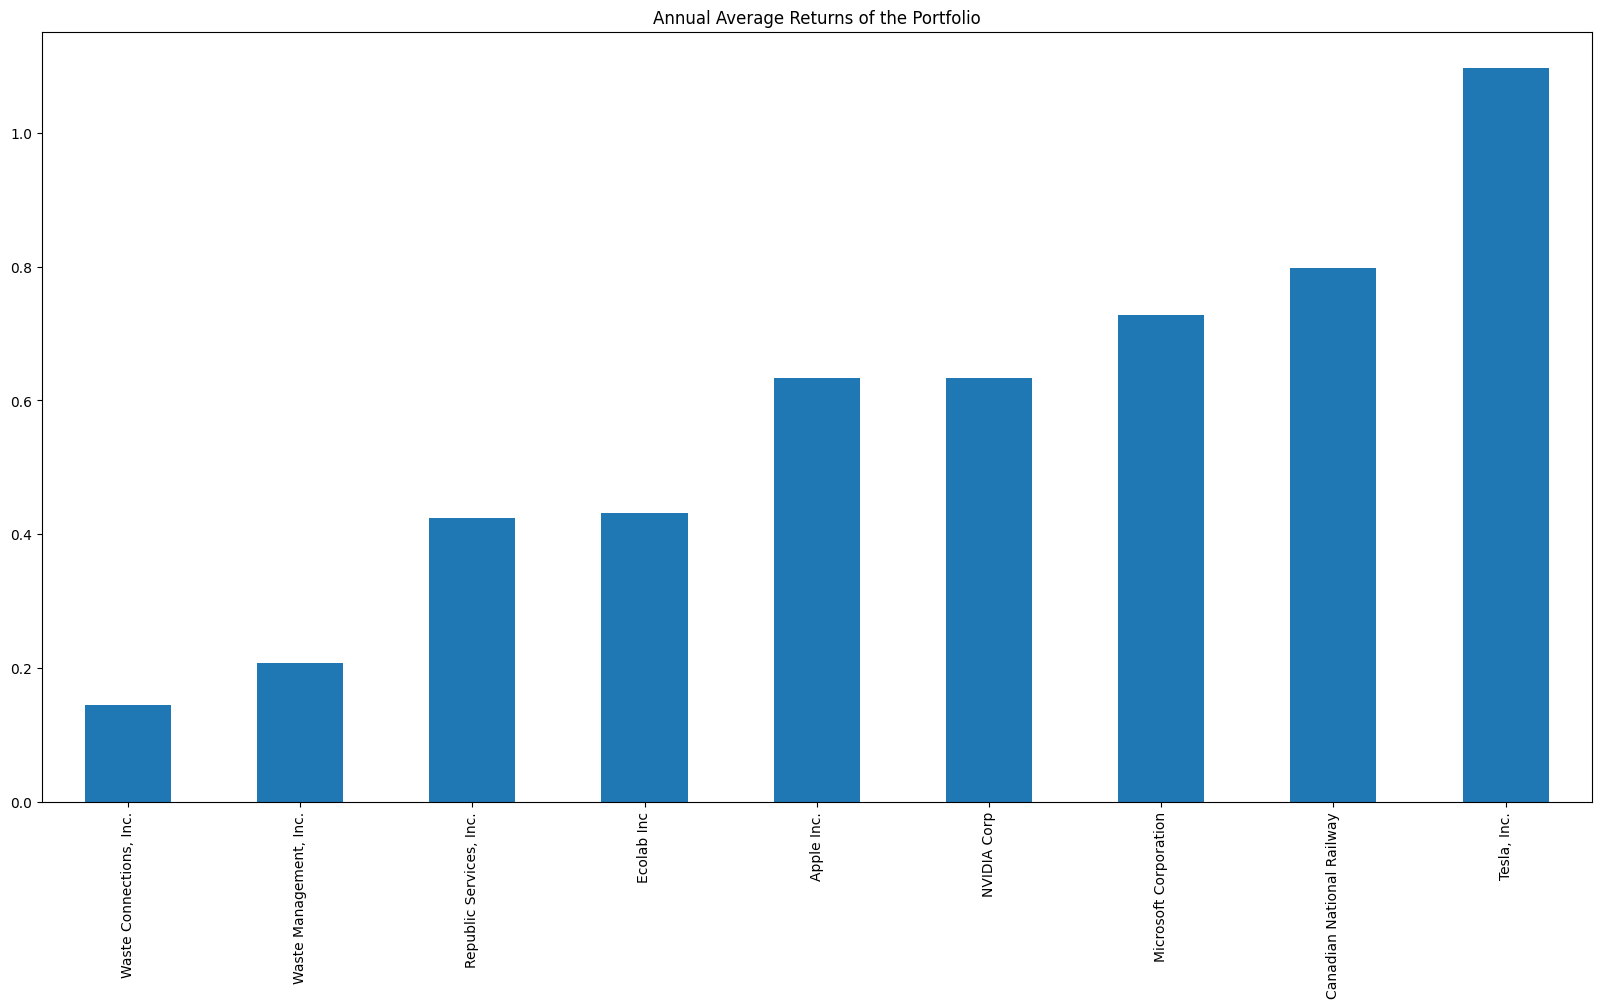 Annual Average Returns of the Portfolio
1.0
0.8
0.6
0.4
0.2
0.0
Waste Connections, Inc.
Waste Management, Inc.
Republic Services, Inc.
Ecolab Inc
Apple Inc.
NVIDIA Corp
Microsoft Corporation
Canadian National Railway
Tesla, Inc.